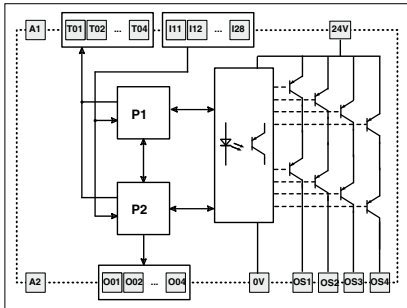 A1 T01 T02 ... T04 I11 I12 ... I28 24V
P1
P2
A2 O01 O02 ... O04 0V OS1 OS2 OS3 OS4